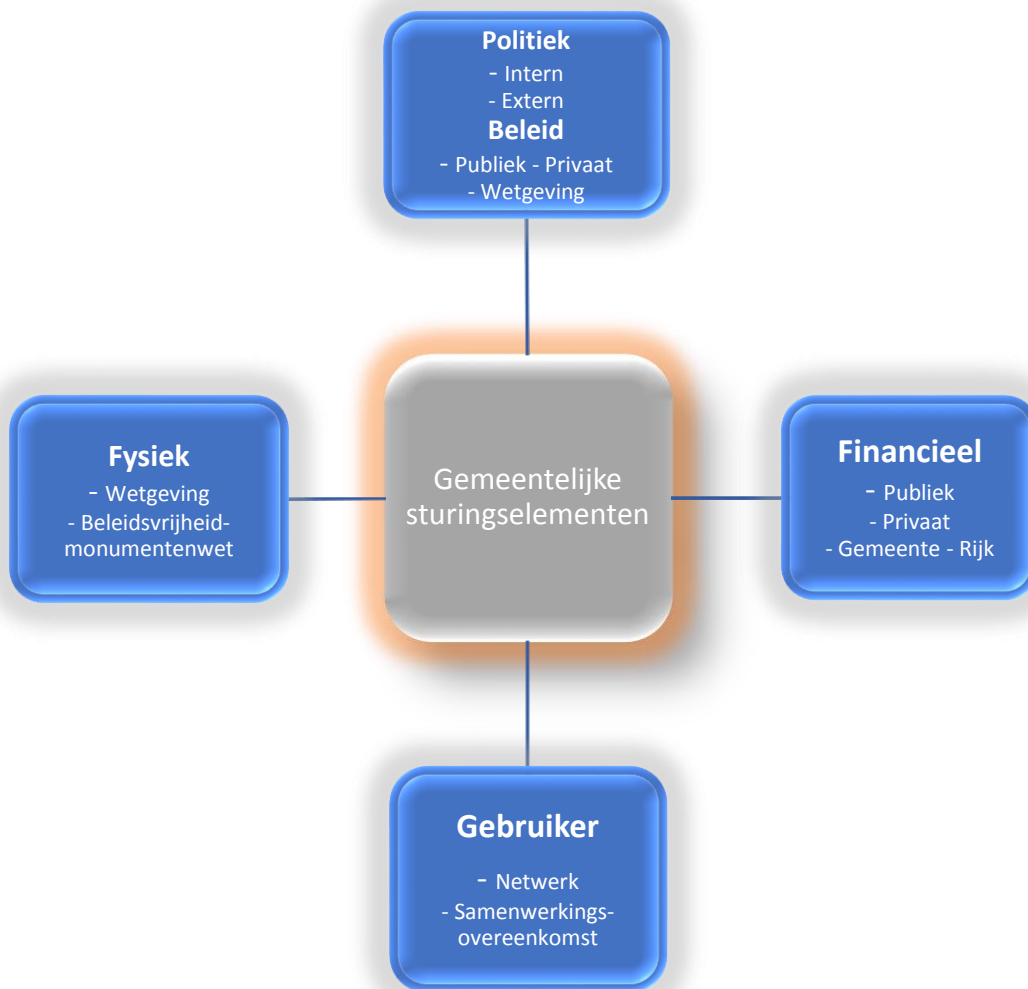 Politiek
- Intern
- Extern
Beleid
- Publiek - Privaat
- Wetgeving
Fysiek
- Wetgeving
- Beleidsvrijheid-
monumentenwet
Gemeentelijke
sturingselementen
Financieel
- Publiek
- Privaat
- Gemeente - Rijk
Gebruiker
- Netwerk
- Samenwerkings-
overeenkomst